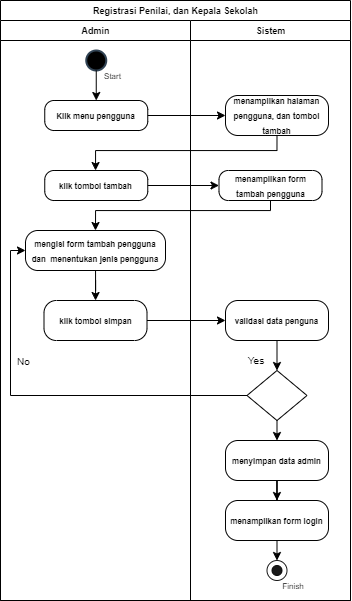 Registrasi Penilai, dan Kepala Sekolah
Admin
Sistem
Start
Klik menu pengguna
menamplikan halaman
pengguna, dan tombol
tambah
klik tombol tambah
menamplikan form
tambah pengguna
mengisi form tambah pengguna
dan menentukan jenis pengguna
klik tombol simpan
validasi data penguna
No
Yes
menyimpan data admin
menampilkan form login
Finish